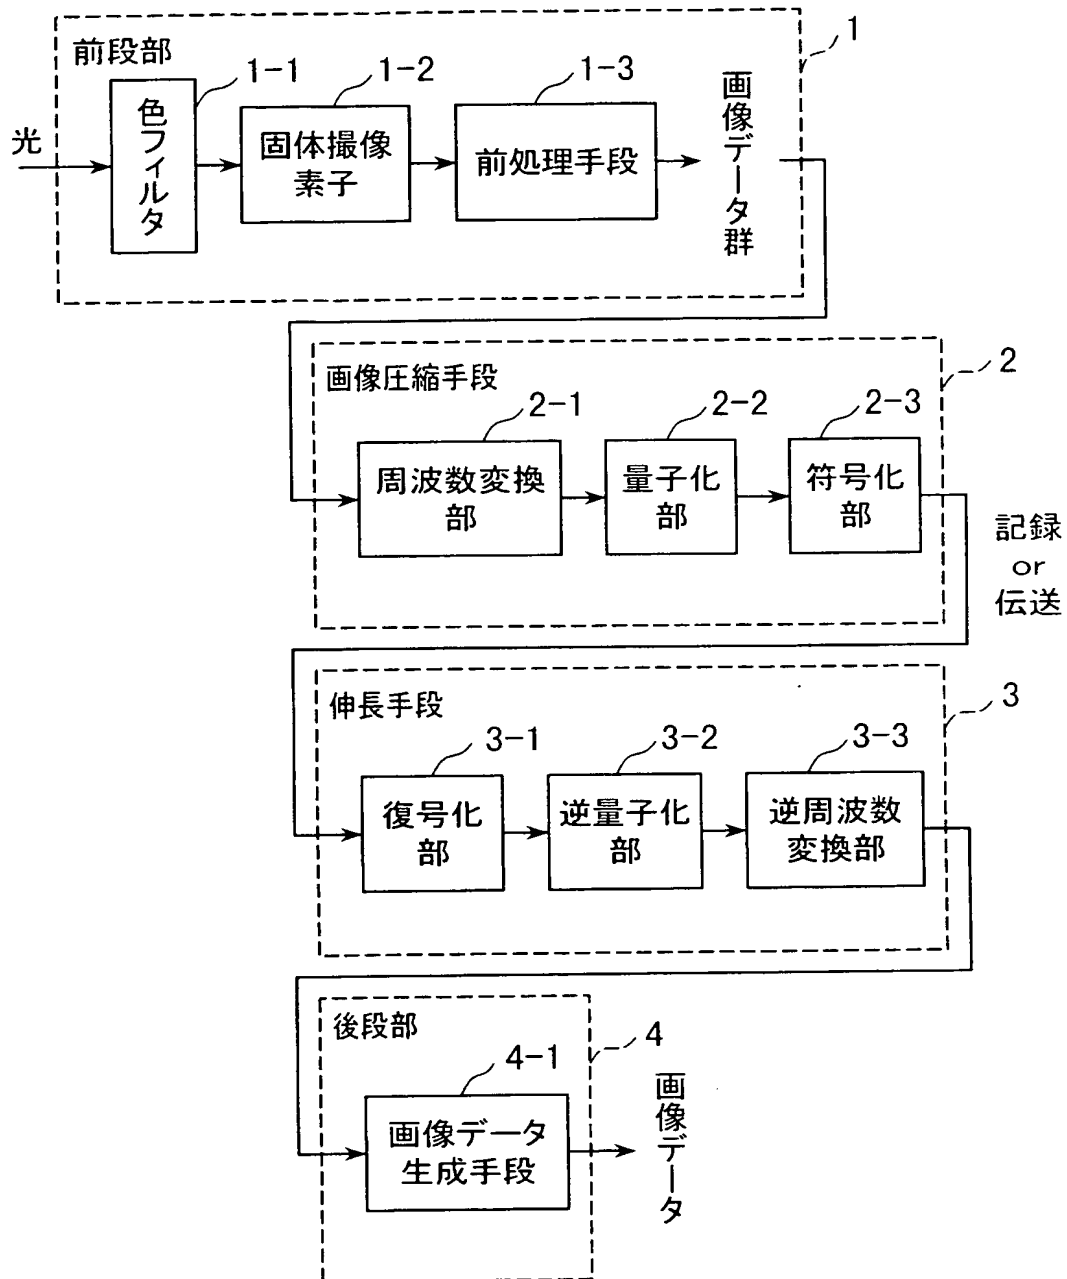 前段部
1
1-1
1-2
1-3
光
色フィルタ
固体撮像
素子
前処理手段
画像データ群
画像圧縮手段
2
2-1
2-2
2-3
周波数変換
部
量子化
部
符号化
部
記録
or
伝送
伸長手段
3
3-1
3-2
3-3
復号化
部
逆量子化
部
逆周波数
変換部
後段部
4
4-1
画像データ
生成手段
画像データ